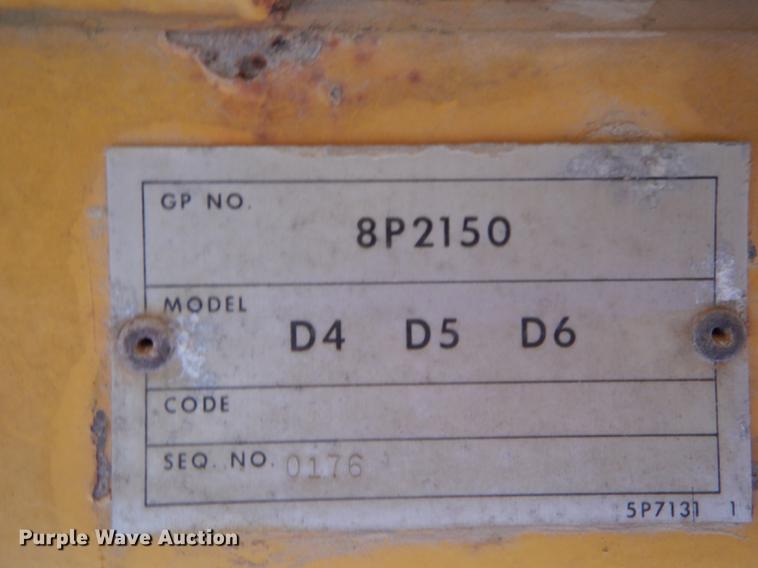 GP NO.
8P2150
MODEL
D4 D5 D6
CODE
SEQ. NO. 0176
5P7131 1
Purple Wave Auction